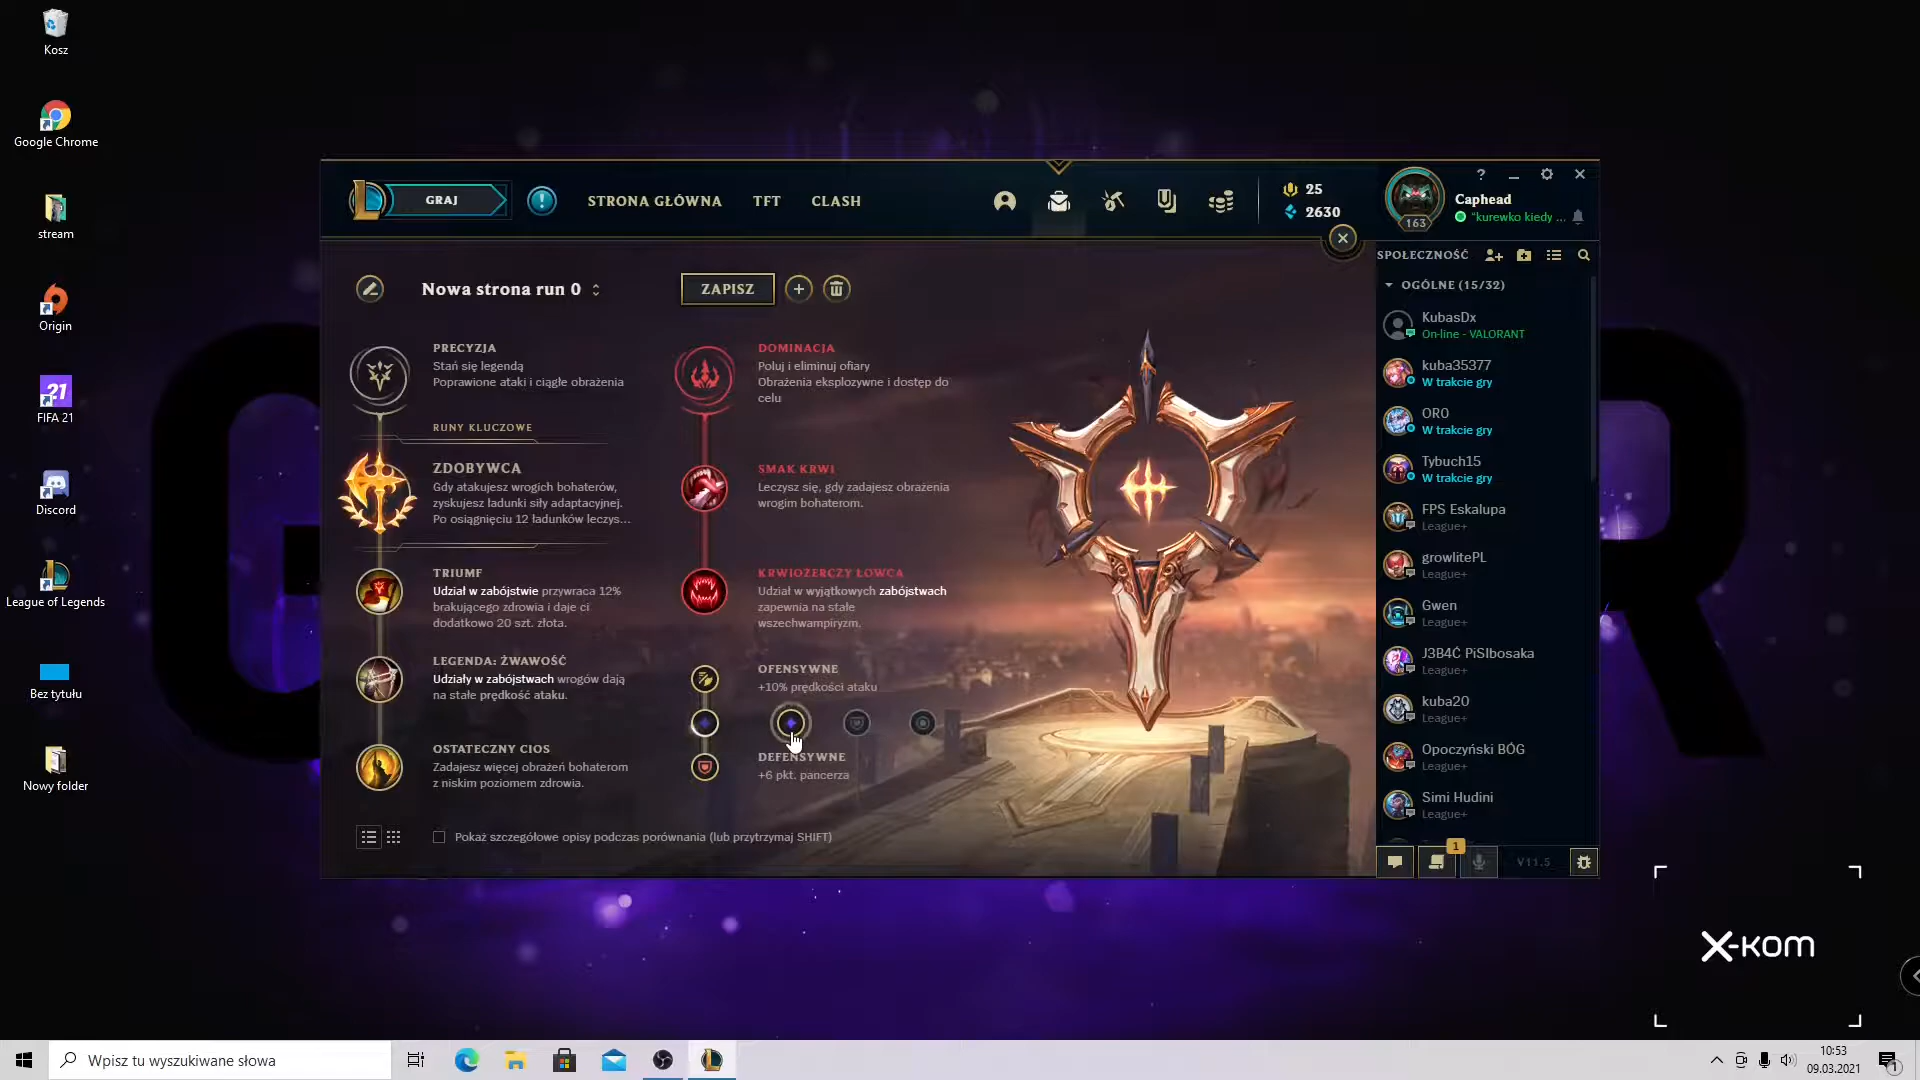 Kosz
Google Chrome
stream
Origin
21
FIFA 21
Discord
League of Legends
Bez tytułu
Nowy folder
GRAJ
STRONA GŁÓWNA
TFT
CLASH
25
2630
163
Caphead
"kurewko kiedy ...
Nowa strona run 0
ZAPISZ
PRECYZJA
Stań się legendą
Poprawione ataki i ciągłe obrażenia
RUNY KLUCZOWE
ZDOBYWCA
Gdy atakujesz wrogich bohaterów,
zyskujesz ładunki siły adaptacyjnej.
Po osiągnięciu 12 ładunków leczys...
TRIUMF
Udział w zabójstwie przywraca 12%
brakującego zdrowia i daje ci
dodatkowo 20 szt. złota.
LEGENDA: ŻWAWOŚĆ
Udziały w zabójstwach wrogów dają
na stałe prędkość ataku.
OSTATECZNY CIOS
Zadajesz więcej obrażeń bohaterom
z niskim poziomem zdrowia.
DOMINACJA
Poluj i eliminuj ofiary
Obrażenia eksplozywne i dostęp do
celu
SMAK KRWI
Leczysz się, gdy zadajesz obrażenia
wrogim bohaterom.
KRWIOŻERCZY ŁOWCA
Udział w wyjątkowych zabójstwach
zapewnia na stałe
wszechwampiryzm.
OFENSYWNE
+10% prędkości ataku
DEFENSYWNE
+6 pkt. pancerza
Pokaż szczegółowe opisy podczas porównania (lub przytrzymaj SHIFT)
SPOŁECZNOŚĆ
OGÓLNE (15/32)
KubasDx
On-line - VALORANT
kuba35377
W trakcie gry
ORO
W trakcie gry
Tybuch15
W trakcie gry
FPS Eskalupa
League+
growlitePL
League+
Gwen
League+
J3B4Ć PiSIbosaka
League+
kuba20
League+
Opoczyński BÓG
League+
Simi Hudini
League+
1
V11.5
x-kom
Wpisz tu wyszukiwane słowa
10:53
09.03.2021
1